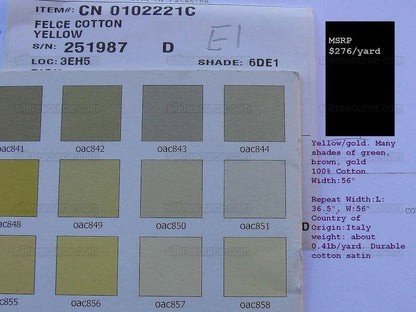 ITEM#: CN 0102221C
FELCE COTTON
YELLOW
S/N: 251987 D
E1
LOC: 3EH5 SHADE: 6DE1
MSRP
$276/yard
oac841 oac842 oac843 oac844
Yellow/gold. Many
shades of green,
brown, gold
100% Cotton
Width:56"
Repeat Width:L:
36.5", W:56"
Country of
Origin:Italy
weight: about
0.41b/yard. Durable
cotton satin
oac848 oac849 oac850 oac851
D
oac855 oac856 oac857 oac858